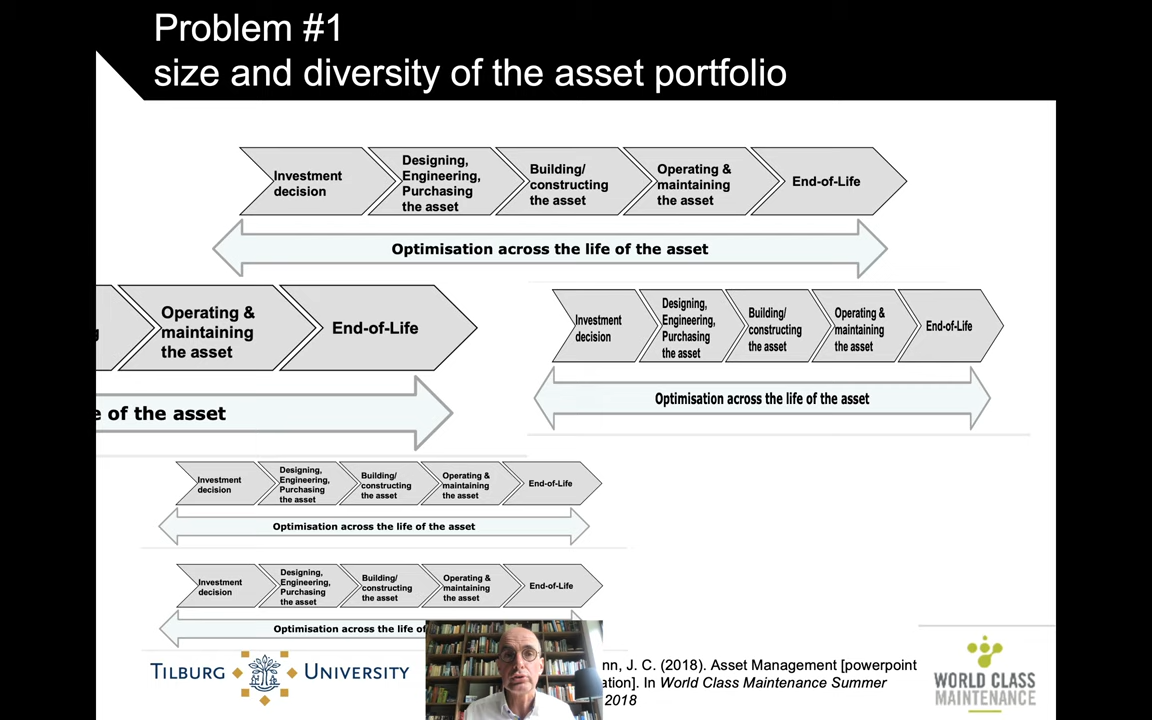 Problem #1
size and diversity of the asset portfolio
Investment
decision
Designing,
Engineering,
Purchasing
the asset
Building/
constructing
the asset
Operating &
maintaining
the asset
End-of-Life
Optimisation across the life of the asset
Operating &
maintaining
the asset
End-of-Life
of the asset
Investment
decision
Designing,
Engineering,
Purchasing
the asset
Building/
constructing
the asset
Operating &
maintaining
the asset
End-of-Life
Optimisation across the life of the asset
Investment
decision
Designing,
Engineering,
Purchasing
the asset
Building/
constructing
the asset
Operating &
maintaining
the asset
End-of-Life
Optimisation across the life of the asset
Investment
decision
Designing,
Engineering,
Purchasing
the asset
Building/
constructing
the asset
Operating &
maintaining
the asset
End-of-Life
Optimisation across the life of
TILBURG UNIVERSITY
nn, J. C. (2018). Asset Management [powerpoint
ation]. In World Class Maintenance Summer
2018
WORLD CLASS
MAINTENANCE